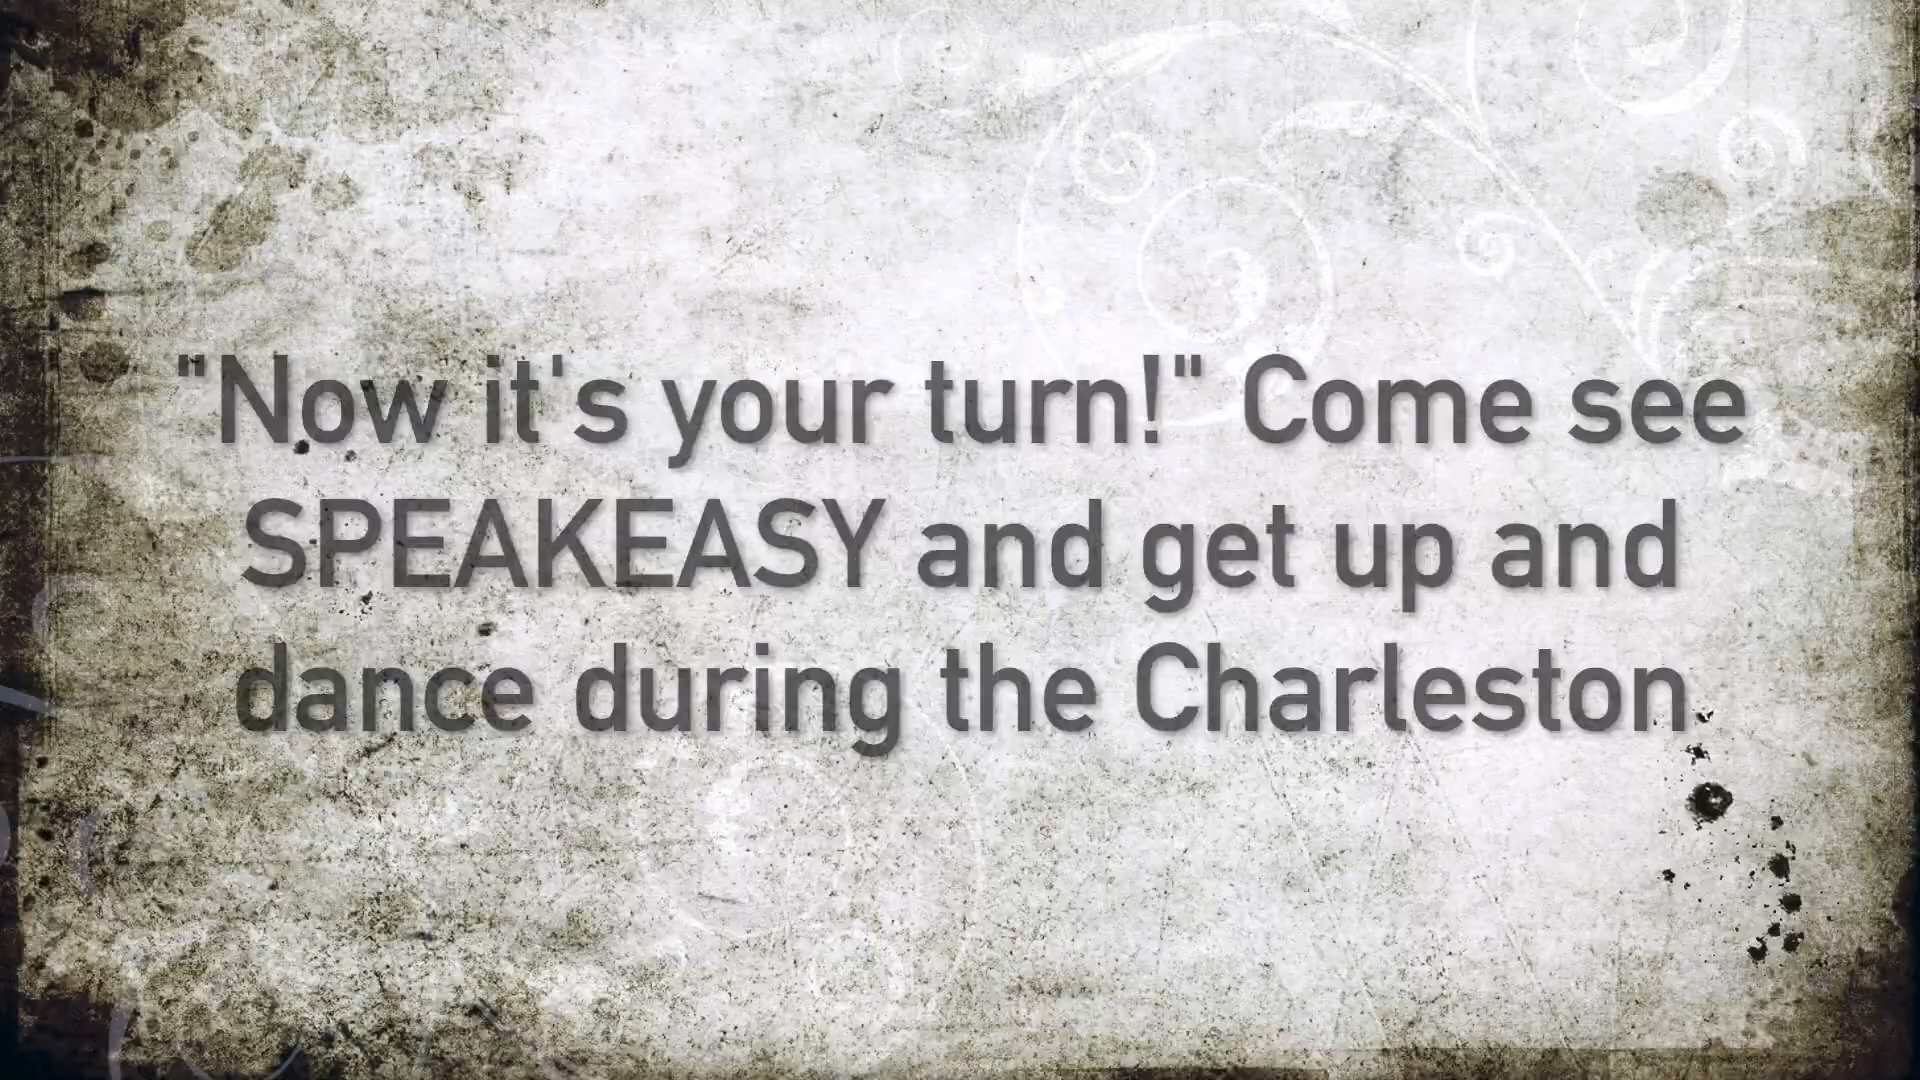 "Now it's your turn!" Come see
SPEAKEASY and get up and
dance during the Charleston